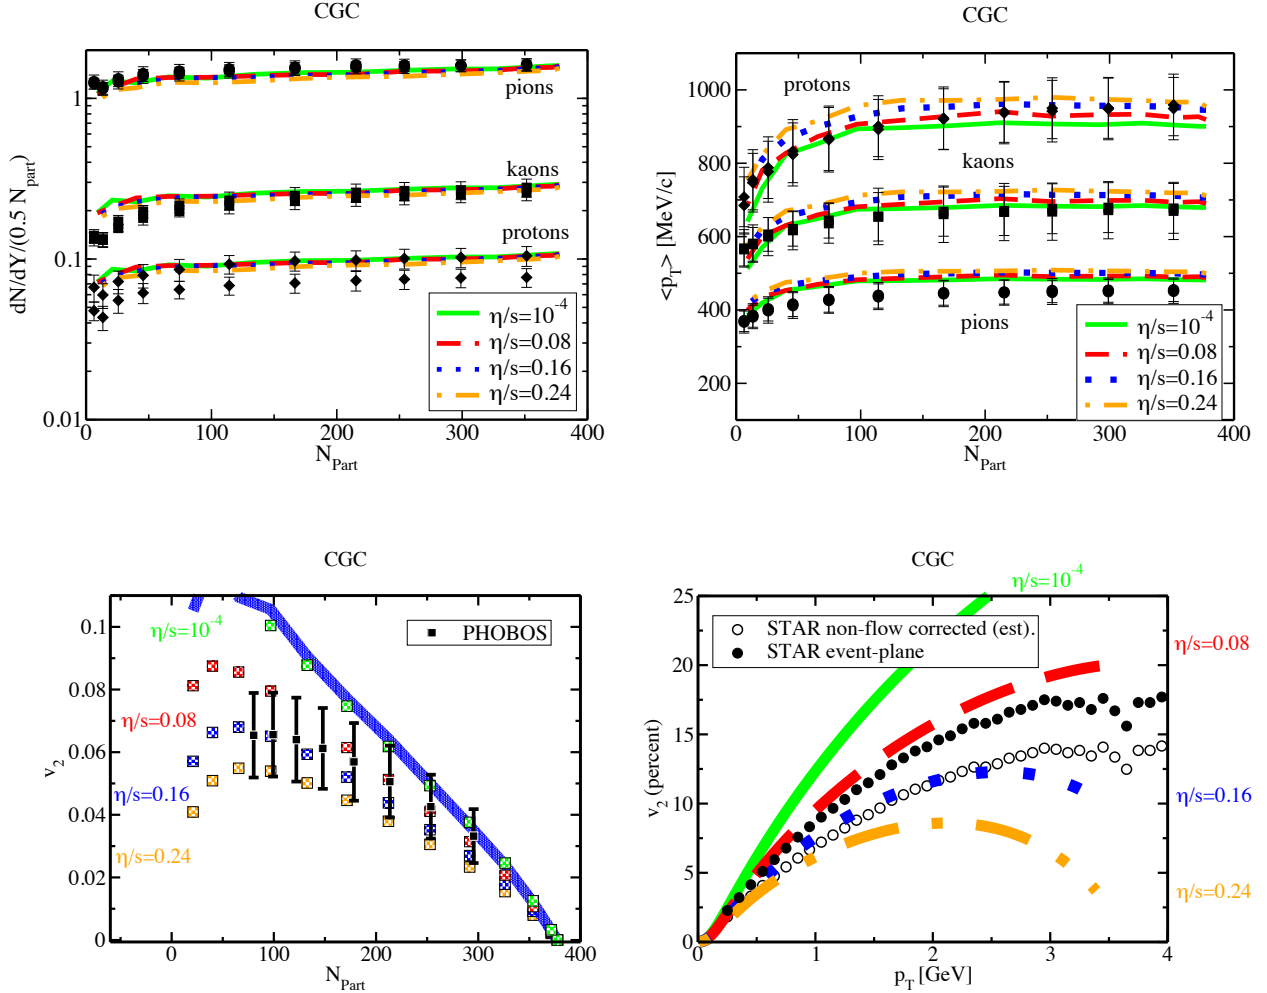 CGC
dN/dY/(0.5 N_part)
1
0.1
0.01
pions
kaons
protons
η/s=10^-4
η/s=0.08
η/s=0.16
η/s=0.24
0 100 200 300 400
N_Part
CGC
<p_T> [MeV/c]
1000
800
600
400
200
protons
kaons
pions
η/s=10^-4
η/s=0.08
η/s=0.16
η/s=0.24
0 100 200 300 400
N_Part
CGC
v_2
0.1
0.08
0.06
0.04
0.02
0
η/s=10^-4
η/s=0.08
η/s=0.16
η/s=0.24
PHOBOS
0 100 200 300 400
N_Part
CGC
v_2 (percent)
25
20
15
10
5
0
STAR non-flow corrected (est).
STAR event-plane
η/s=10^-4
η/s=0.08
η/s=0.16
η/s=0.24
0 1 2 3 4
p_T [GeV]